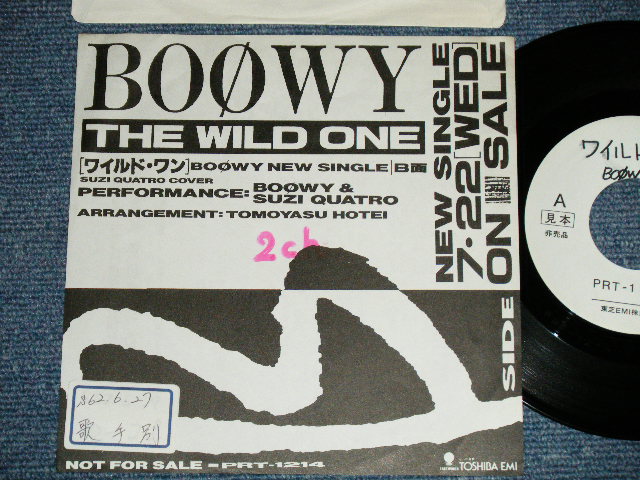 BOØWY
THE WILD ONE
[ワイルド・ワン] BOØWY NEW SINGLE | B面
SUZI QUATRO COVER
PERFORMANCE: BOØWY &
SUZI QUATRO
ARRANGEMENT: TOMOYASU HOTEI
2ch
NEW SINGLE
7・22[WED]
ON SALE
SIDE
S62.6.27
歌手別
NOT FOR SALE = PRT-1214
TOSHIBA EMI
ワイルド
BOØWY
A
見本
非売品
PRT-1
東芝EMI株